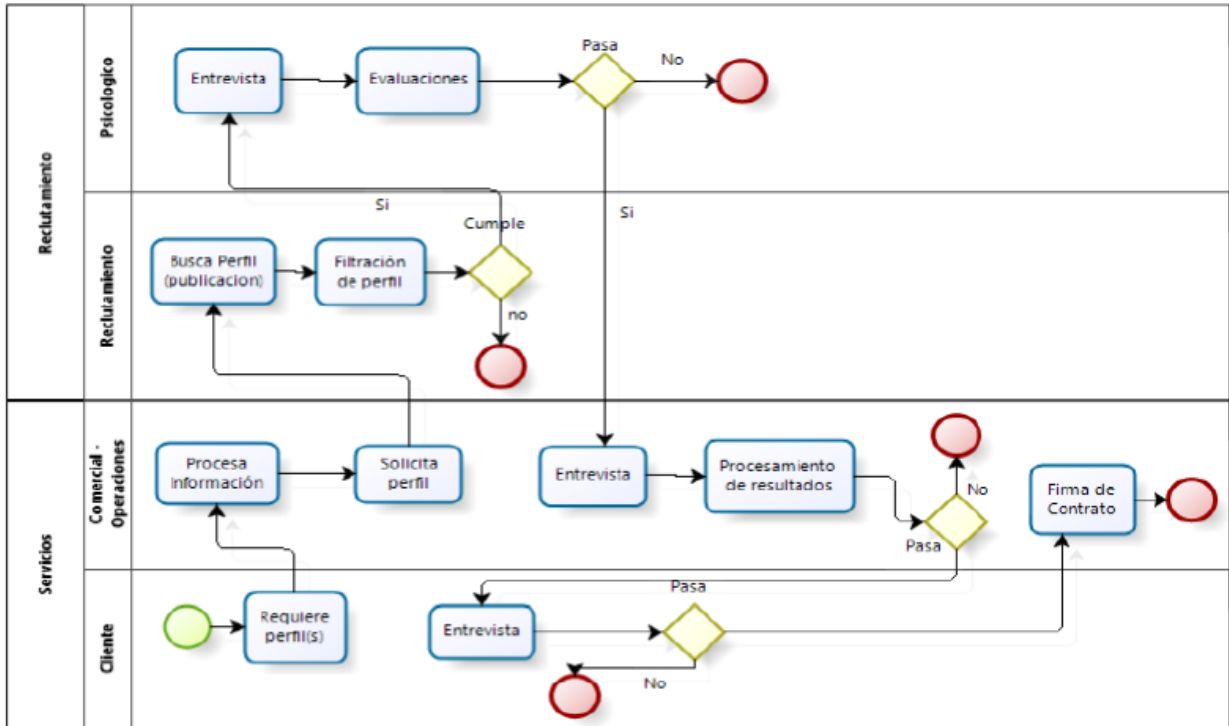 Reclutamiento
Psicologico
Entrevista
Evaluaciones
Pasa
No
Si
Reclutamiento
Si
Cumple
Busca Perfil
(publicacion)
Filtración
de perfil
no
Servicios
Comercial -
Operaciones
Procesa
Información
Solicita
perfil
Entrevista
Procesamiento
de resultados
No
Pasa
Firma de
Contrato
Cliente
Requiere
perfil(s)
Entrevista
Pasa
No